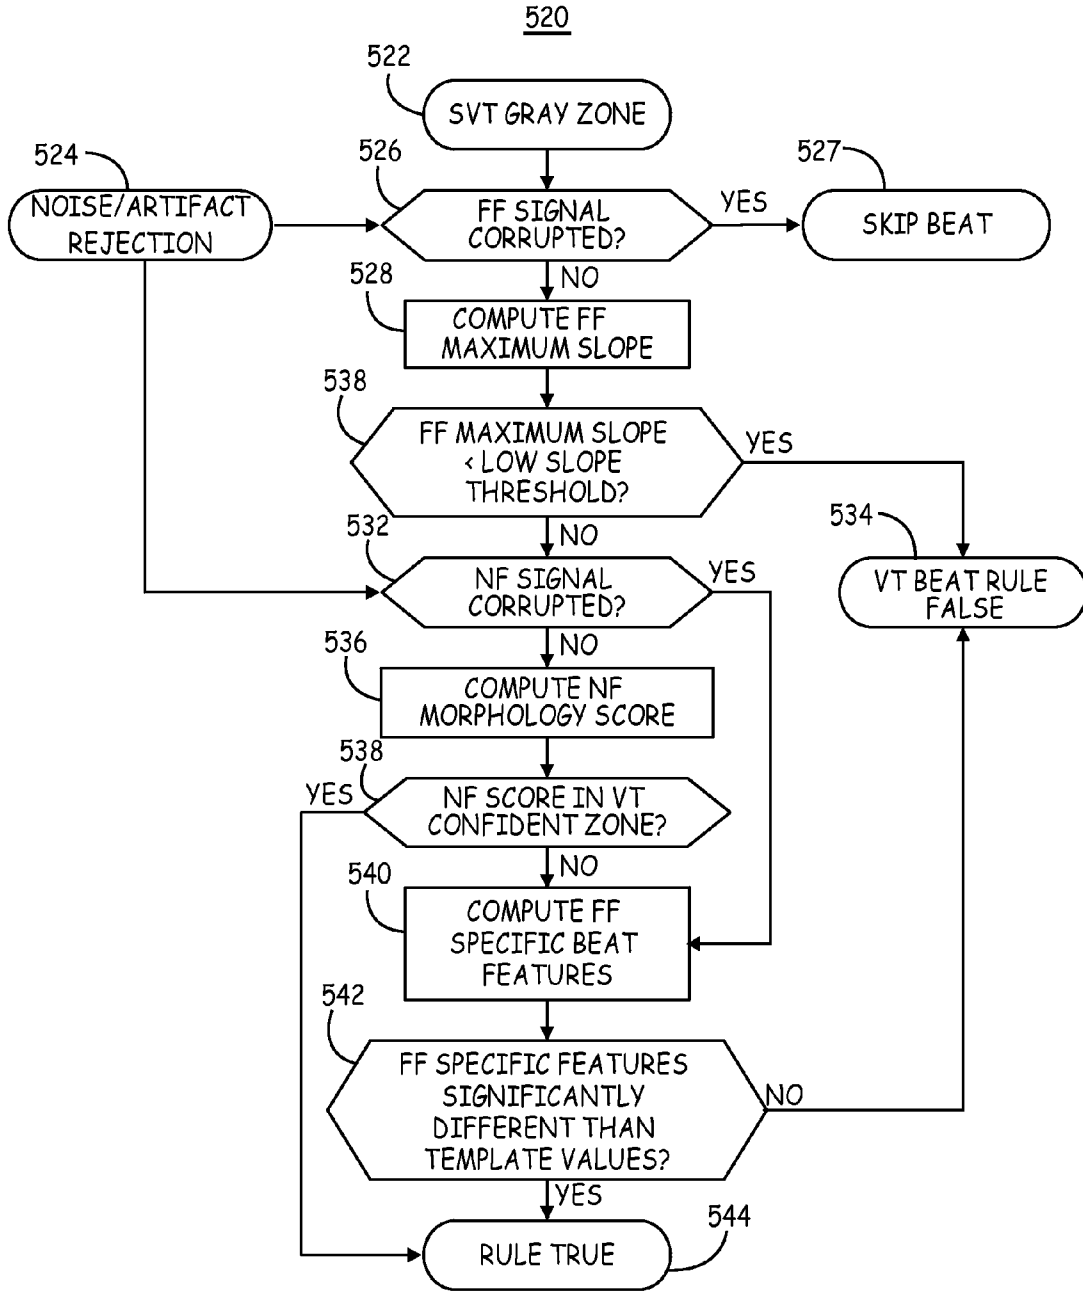 520
522
SVT GRAY ZONE
524
NOISE/ARTIFACT
REJECTION
526
FF SIGNAL
CORRUPTED?
YES
527
SKIP BEAT
NO
528
COMPUTE FF
MAXIMUM SLOPE
538
FF MAXIMUM SLOPE
< LOW SLOPE
THRESHOLD?
YES
NO
534
VT BEAT RULE
FALSE
532
NF SIGNAL
CORRUPTED?
YES
NO
536
COMPUTE NF
MORPHOLOGY SCORE
538
YES
NF SCORE IN VT
CONFIDENT ZONE?
NO
540
COMPUTE FF
SPECIFIC BEAT
FEATURES
542
FF SPECIFIC FEATURES
SIGNIFICANTLY
DIFFERENT THAN
TEMPLATE VALUES?
NO
YES
544
RULE TRUE